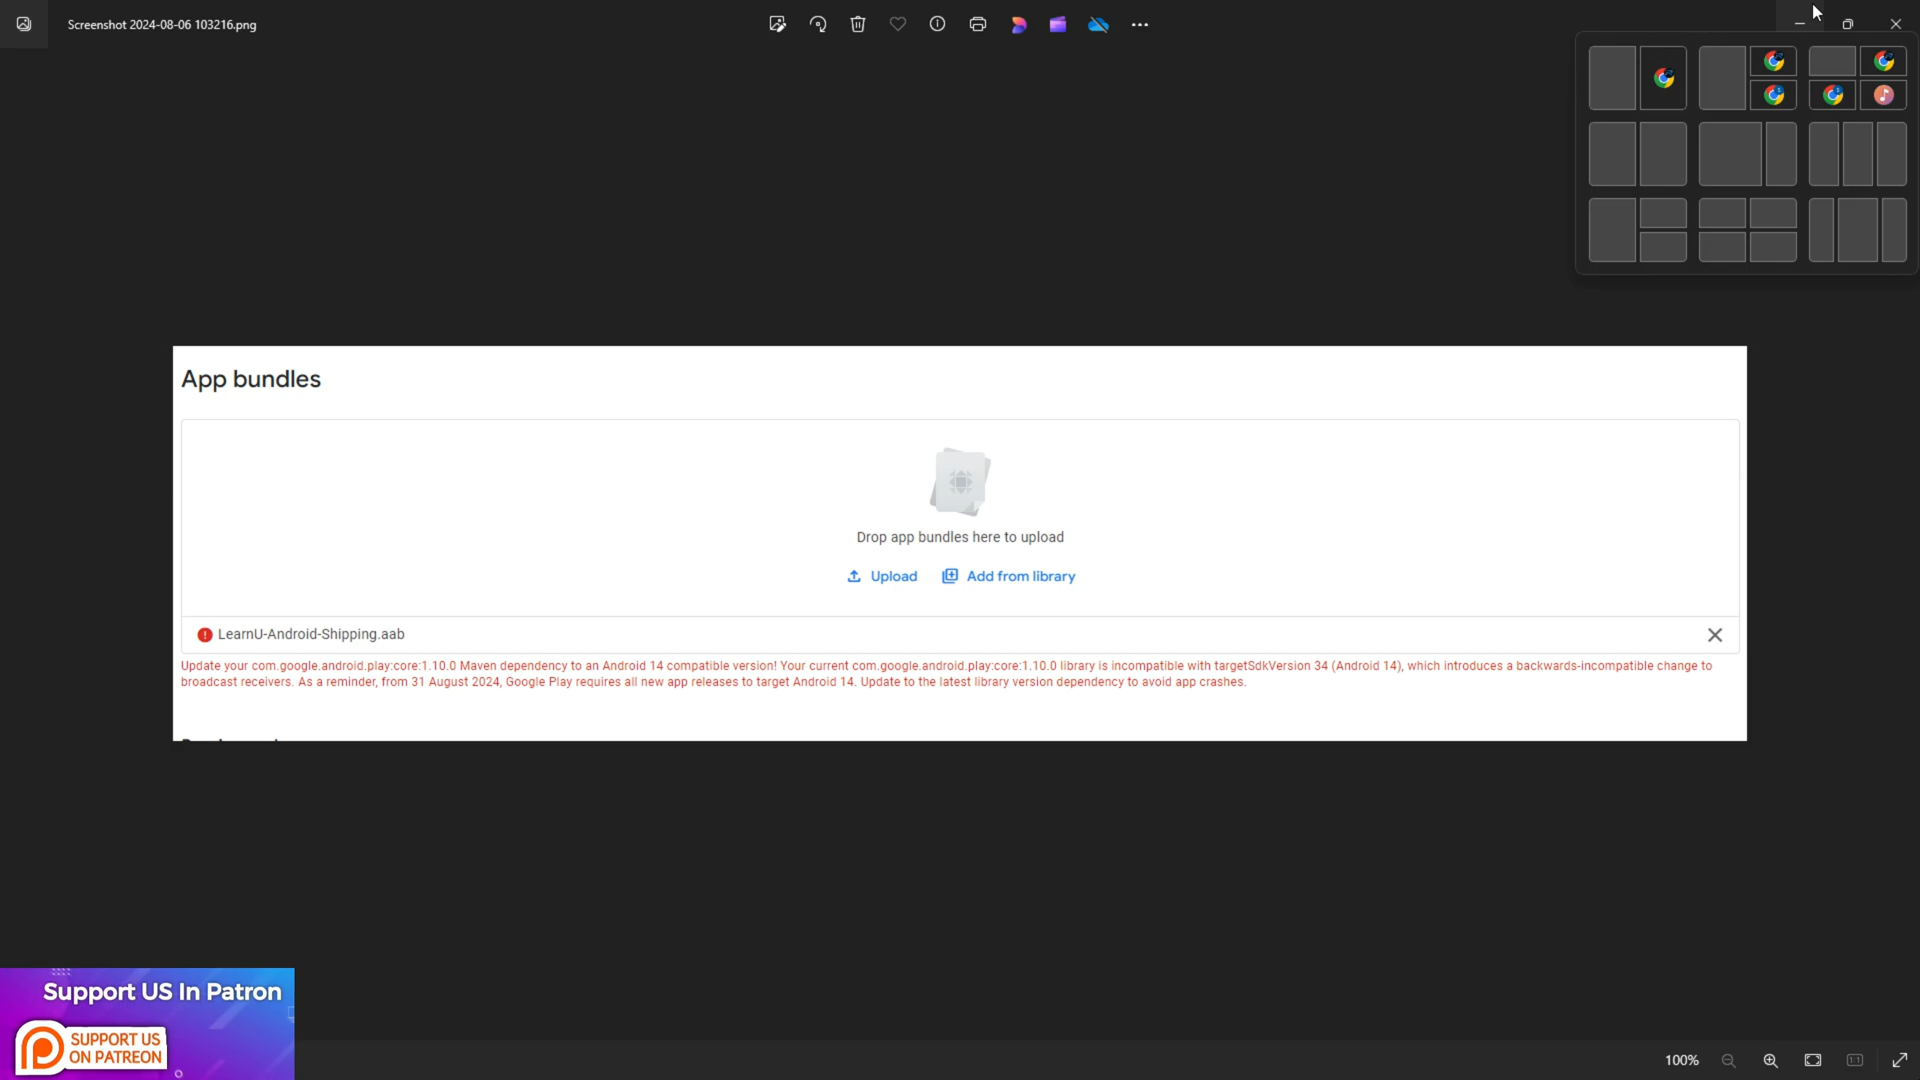 Screenshot 2024-08-06 103216.png
App bundles
Drop app bundles here to upload
Upload
Add from library
LearnU-Android-Shipping.aab
Update your com.google.android.play:core:1.10.0 Maven dependency to an Android 14 compatible version! Your current com.google.android.play:core:1.10.0 library is incompatible with targetSdkVersion 34 (Android 14), which introduces a backwards-incompatible change to
broadcast receivers. As a reminder, from 31 August 2024, Google Play requires all new app releases to target Android 14. Update to the latest library version dependency to avoid app crashes.
Support US In Patron
SUPPORT US
ON PATREON
100%
1:1